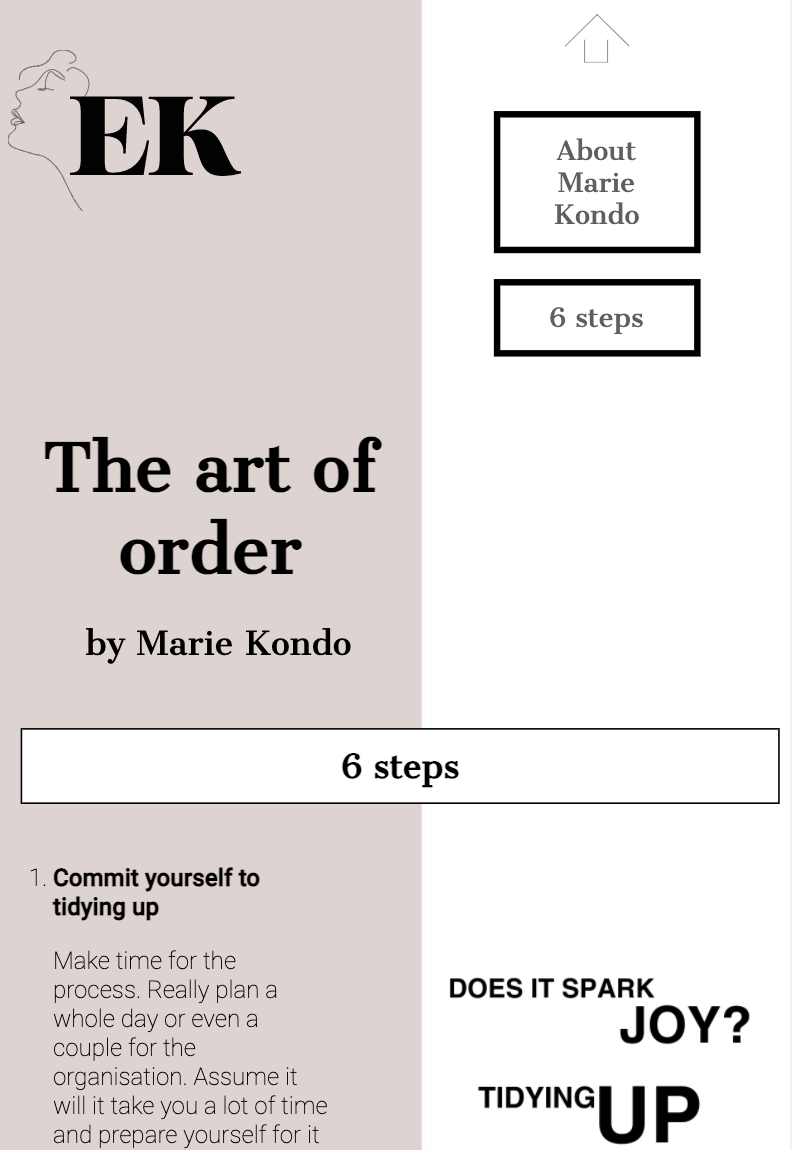 EK
About
Marie
Kondo
6 steps
The art of
order
by Marie Kondo
6 steps
1. Commit yourself to
tidying up
Make time for the
process. Really plan a
whole day or even a
couple for the
organisation. Assume it
will it take you a lot of time
and prepare yourself for it
DOES IT SPARK
JOY?
TIDYING UP